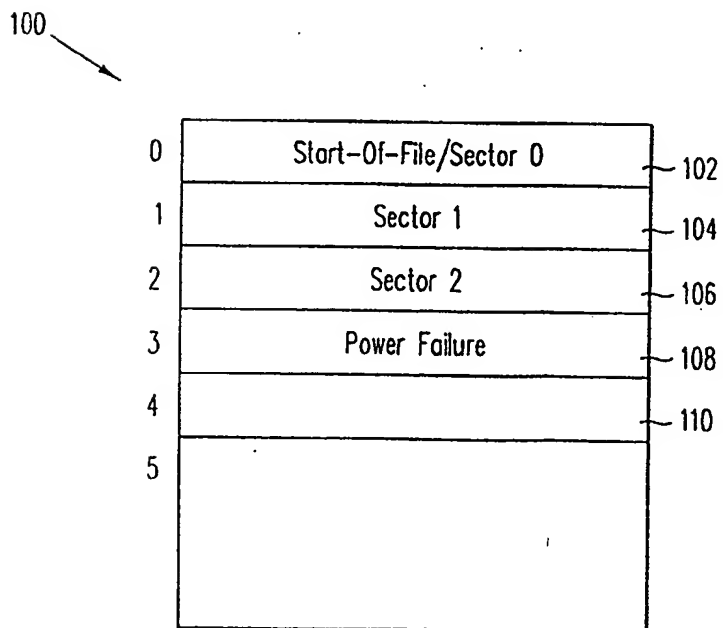 100
0 Start-Of-File/Sector 0 102
1 Sector 1 104
2 Sector 2 106
3 Power Failure 108
4 110
5